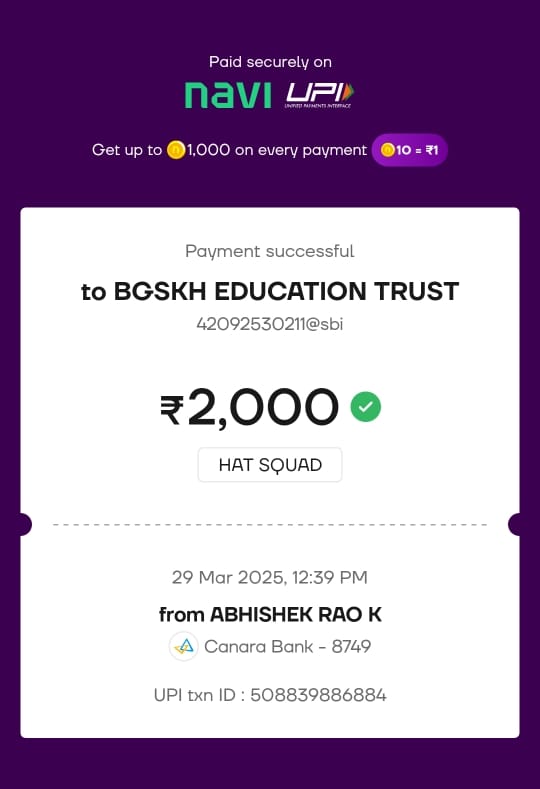 Paid securely on
navi UPI
UNIFIED PAYMENTS INTERFACE
Get up to 1,000 on every payment 10 = ₹1
Payment successful
to BGSKH EDUCATION TRUST
42092530211@sbi
₹2,000
HAT SQUAD
29 Mar 2025, 12:39 PM
from ABHISHEK RAO K
Canara Bank - 8749
UPI txn ID : 508839886884